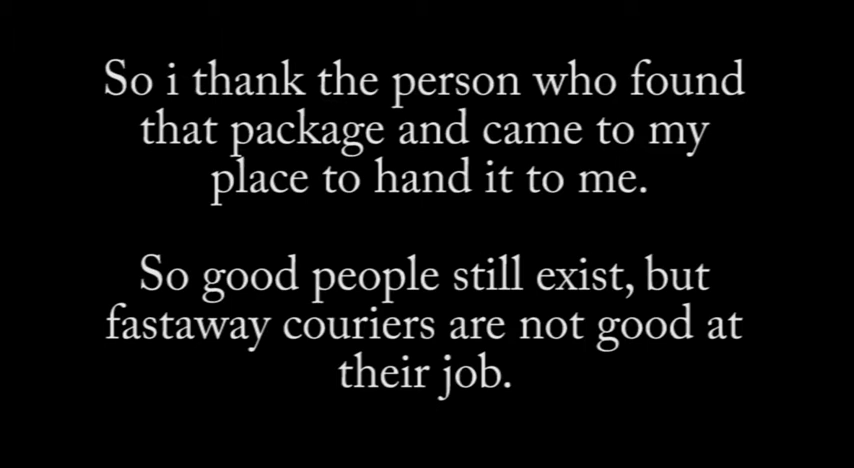 So i thank the person who found
that package and came to my
place to hand it to me.
So good people still exist, but
fastaway couriers are not good at
their job.